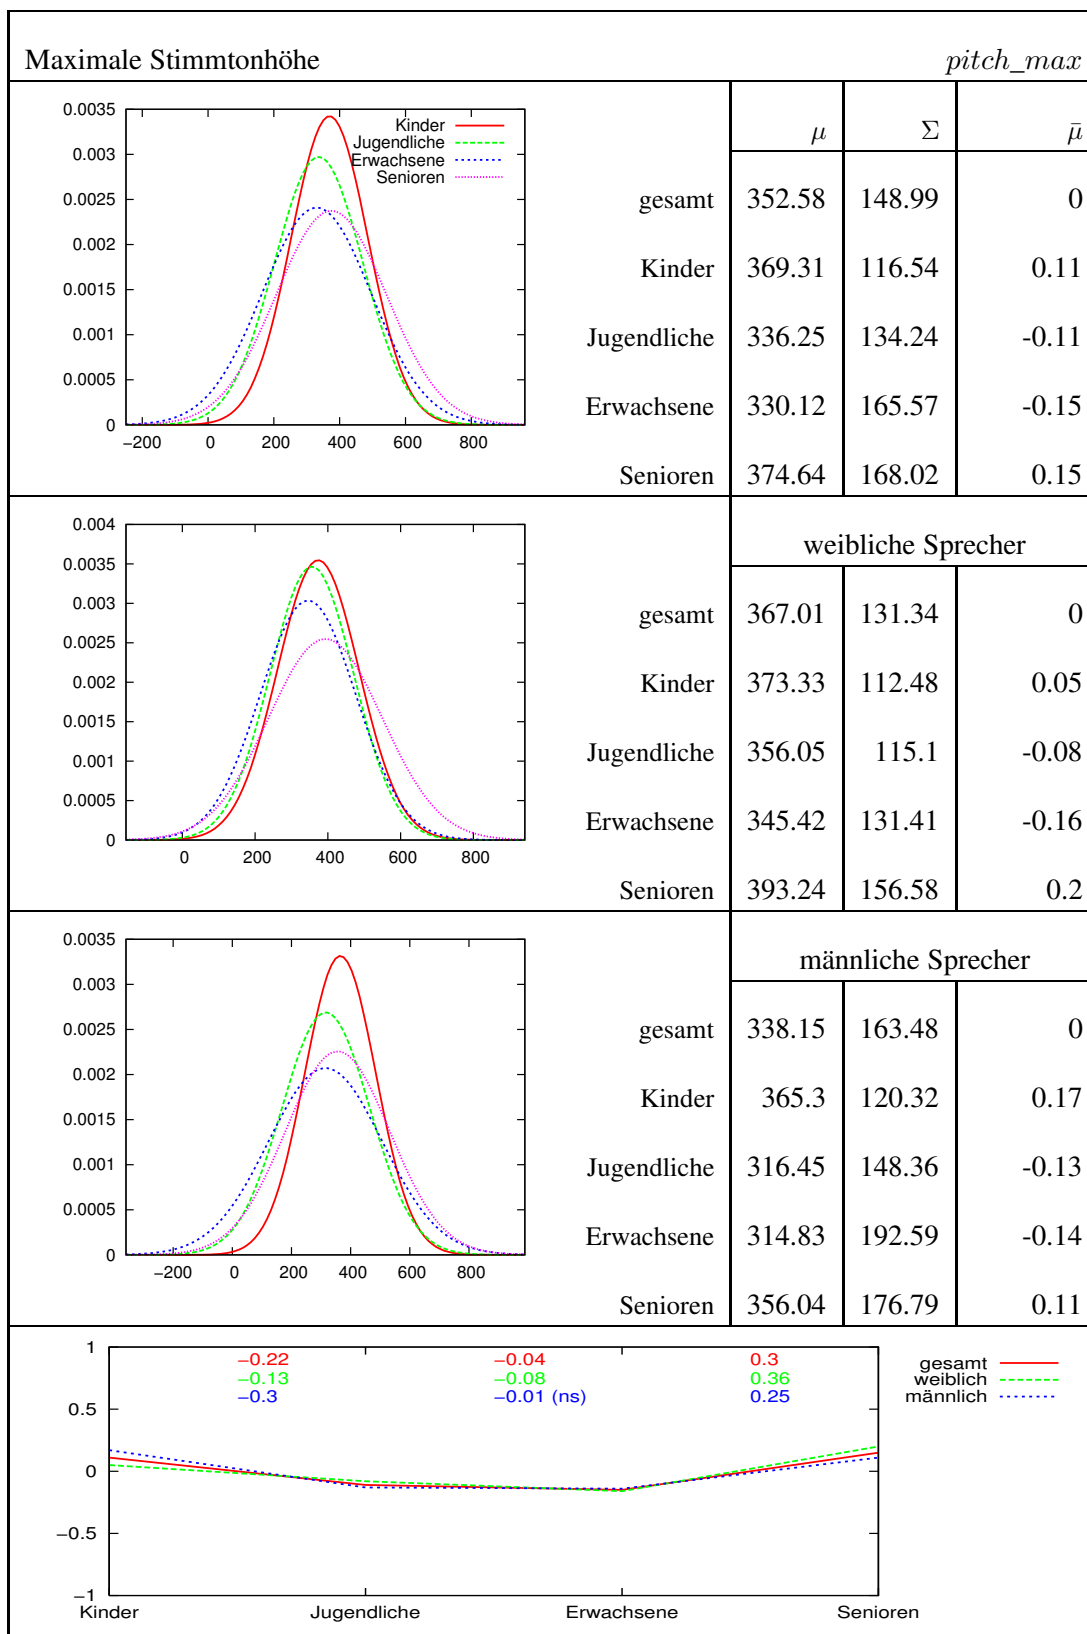 Maximale Stimmtonhöhe pitch_max
0.0035
0.003
0.0025
0.002
0.0015
0.001
0.0005
0
−200 0 200 400 600 800
Kinder
Jugendliche
Erwachsene
Senioren
μ Σ μ̄
gesamt 352.58 148.99 0
Kinder 369.31 116.54 0.11
Jugendliche 336.25 134.24 -0.11
Erwachsene 330.12 165.57 -0.15
Senioren 374.64 168.02 0.15
0.004
0.0035
0.003
0.0025
0.002
0.0015
0.001
0.0005
0
0 200 400 600 800
weibliche Sprecher
gesamt 367.01 131.34 0
Kinder 373.33 112.48 0.05
Jugendliche 356.05 115.1 -0.08
Erwachsene 345.42 131.41 -0.16
Senioren 393.24 156.58 0.2
0.0035
0.003
0.0025
0.002
0.0015
0.001
0.0005
0
−200 0 200 400 600 800
männliche Sprecher
gesamt 338.15 163.48 0
Kinder 365.3 120.32 0.17
Jugendliche 316.45 148.36 -0.13
Erwachsene 314.83 192.59 -0.14
Senioren 356.04 176.79 0.11
1
0.5
0
−0.5
−1
−0.22 −0.04 0.3
−0.13 −0.08 0.36
−0.3 −0.01 (ns) 0.25
gesamt
weiblich
männlich
Kinder Jugendliche Erwachsene Senioren